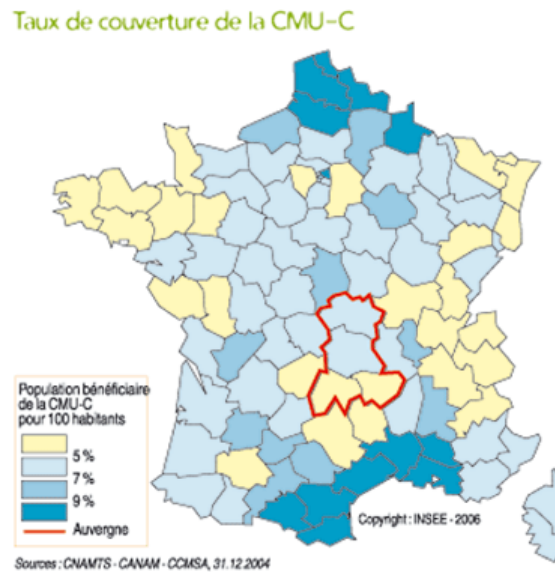 Taux de couverture de la CMU-C
Population bénéficiaire
de la CMU-C
pour 100 habitants
5 %
7 %
9 %
Auvergne
Copyright : INSEE - 2006
Sources : CNAMTS - CANAM - CCMSA, 31.12.2004